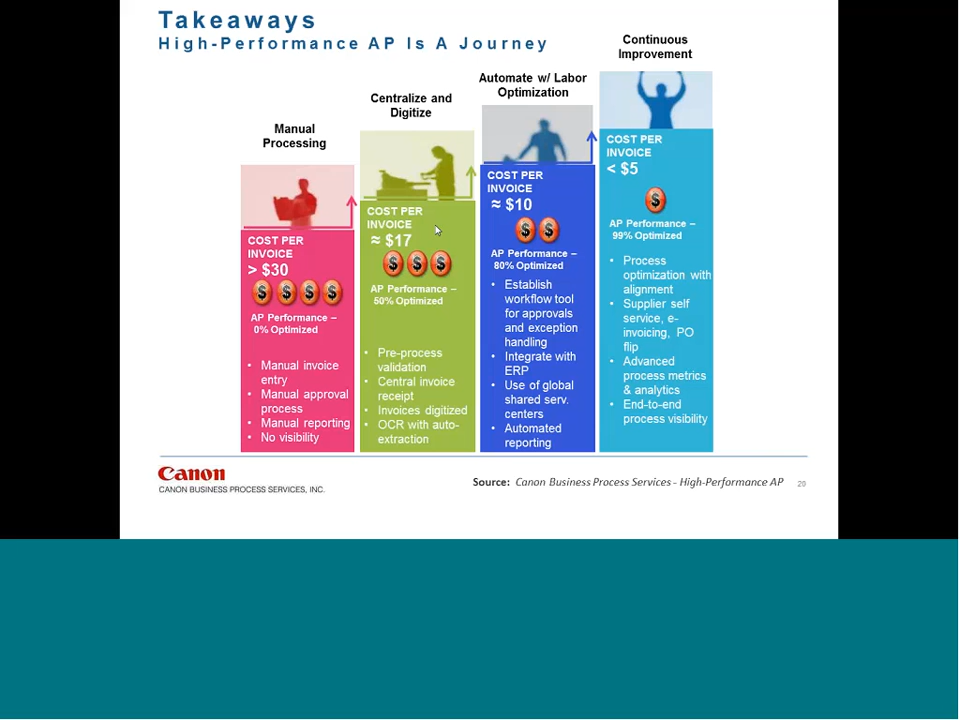 Takeaways
High-Performance AP Is A Journey
Manual
Processing
COST PER
INVOICE
> $30
$ $ $ $
AP Performance –
0% Optimized
• Manual invoice
entry
• Manual approval
process
• Manual reporting
• No visibility
Centralize and
Digitize
COST PER
INVOICE
≈ $17
$ $ $
AP Performance –
50% Optimized
• Pre-process
validation
• Central invoice
receipt
• Invoices digitized
• OCR with auto-
extraction
Automate w/ Labor
Optimization
COST PER
INVOICE
≈ $10
$ $
AP Performance –
80% Optimized
• Establish
workflow tool
for approvals
and exception
handling
• Integrate with
ERP
• Use of global
shared serv.
centers
• Automated
reporting
Continuous
Improvement
COST PER
INVOICE
< $5
$
AP Performance –
99% Optimized
• Process
optimization with
alignment
• Supplier self
service, e-
invoicing, PO
flip
• Advanced
process metrics
& analytics
• End-to-end
process visibility
Canon
CANON BUSINESS PROCESS SERVICES, INC.
Source: Canon Business Process Services - High-Performance AP
20